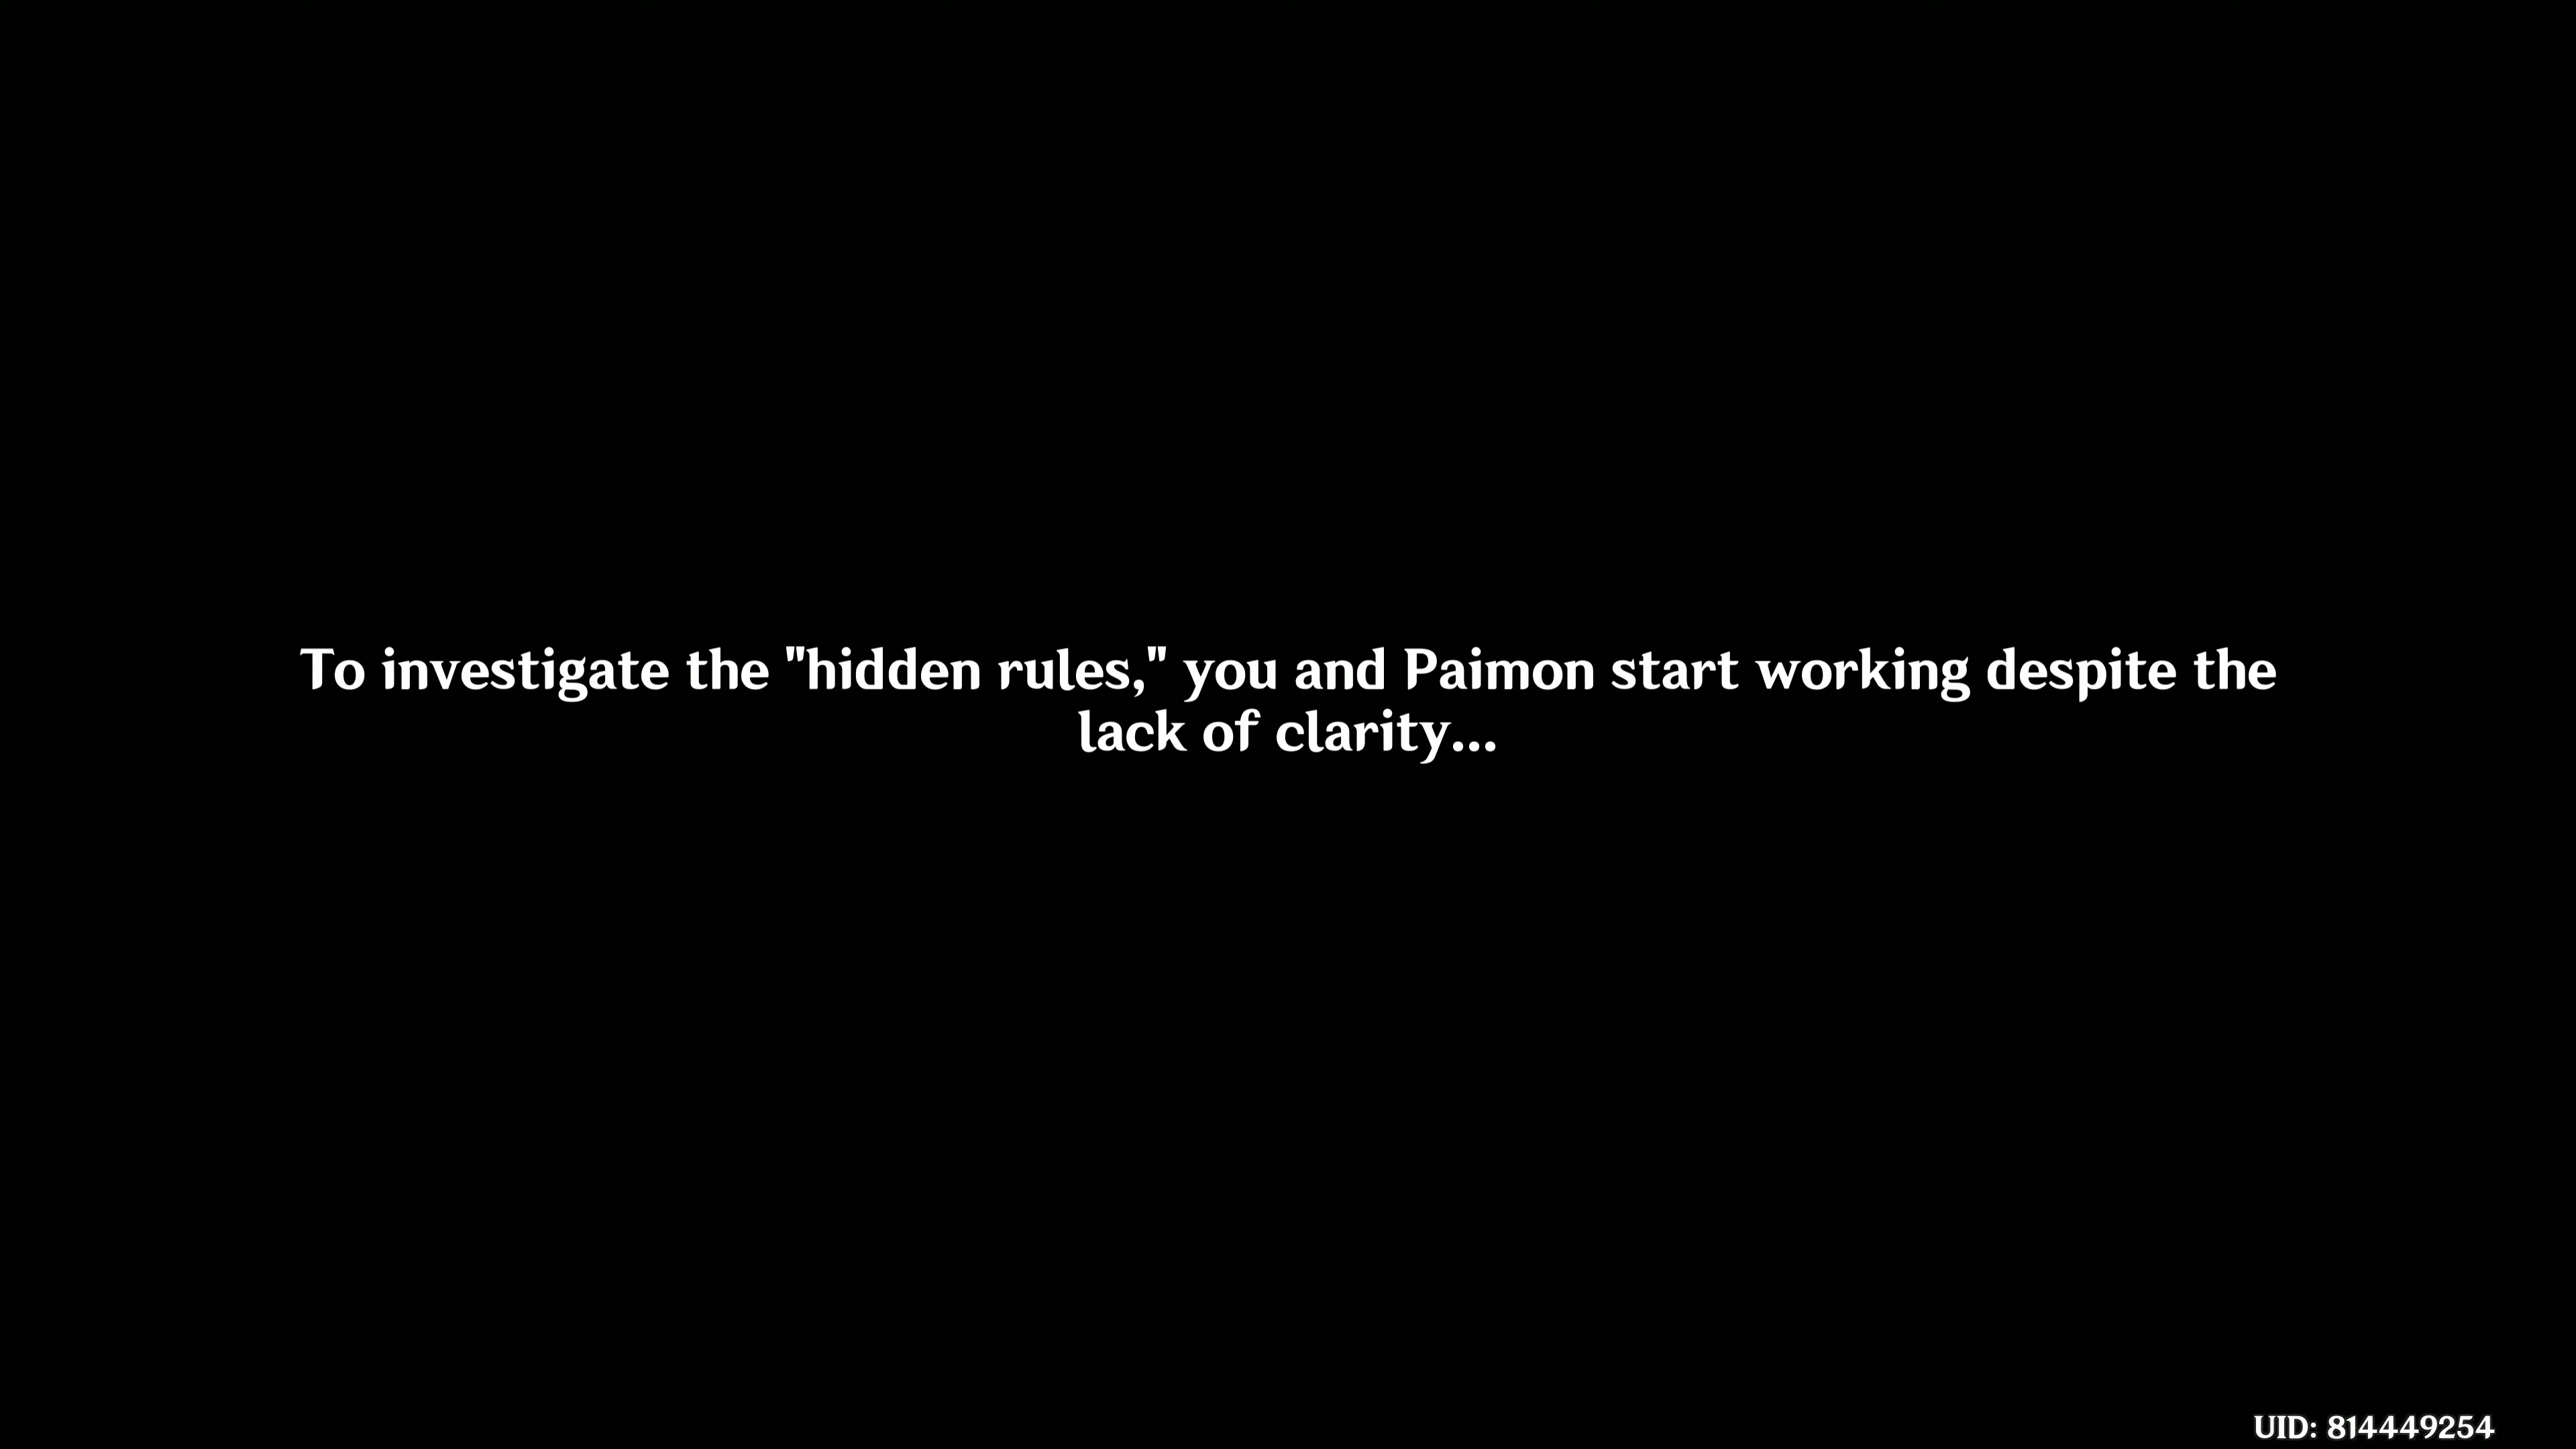 To investigate the "hidden rules," you and Paimon start working despite the
lack of clarity...
UID: 814449254